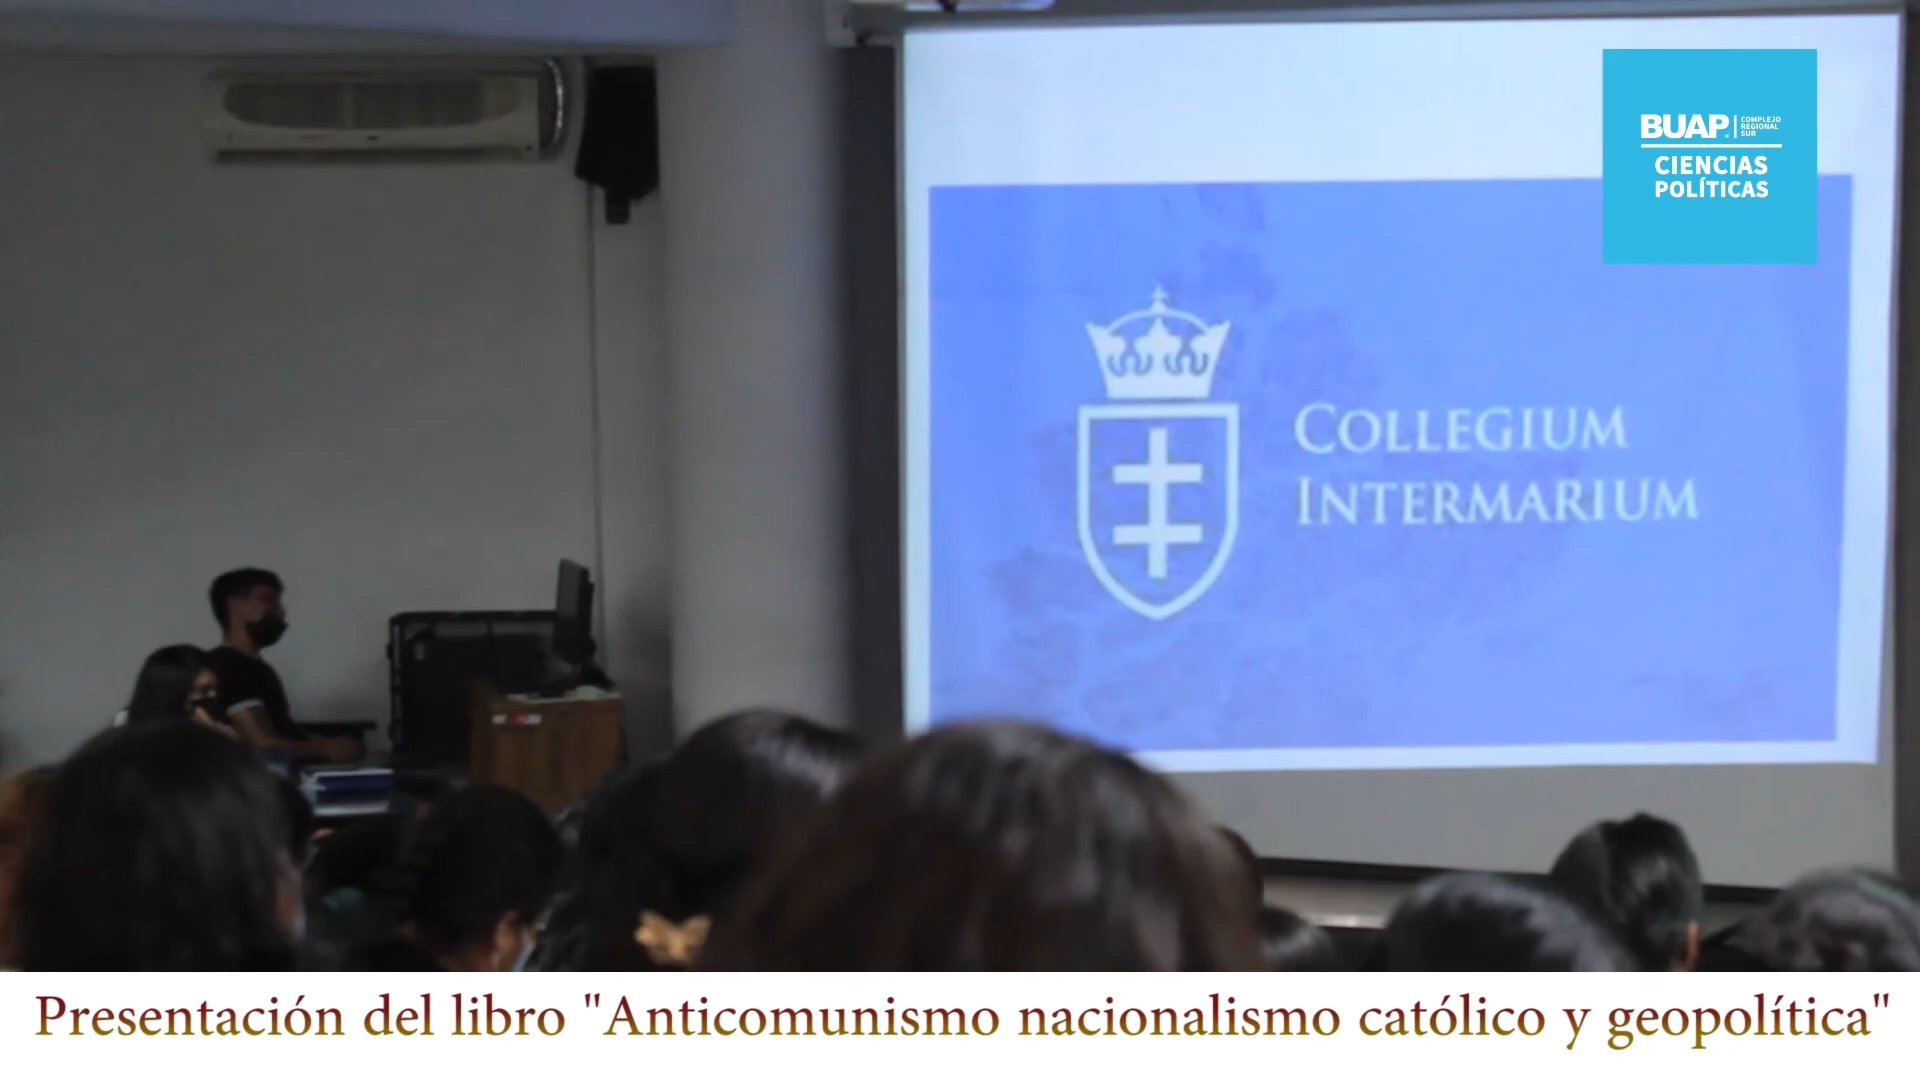 BUAP
COMPLEJO
REGIONAL
SUR
CIENCIAS
POLÍTICAS
COLLEGIUM
INTERMARIUM
Presentación del libro "Anticomunismo nacionalismo católico y geopolítica"